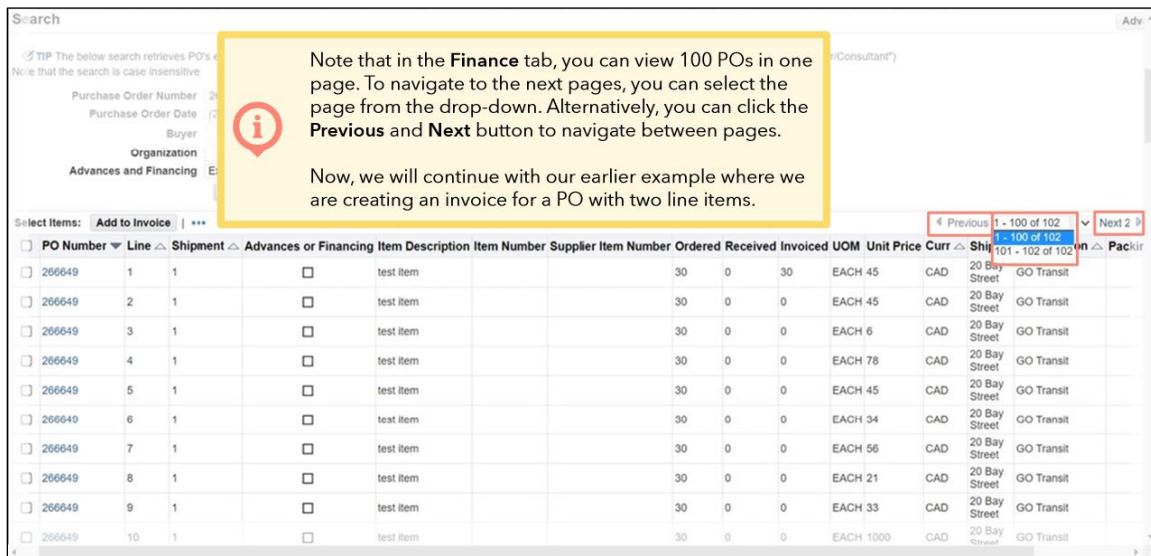 Search
Adv
TIP The below search retrieves PO's
r/Consultant")
Note that the search is case insensitive
Purchase Order Number
Purchase Order Date
Buyer
Organization
Advances and Financing
Note that in the Finance tab, you can view 100 POs in one
page. To navigate to the next pages, you can select the
page from the drop-down. Alternatively, you can click the
Previous and Next button to navigate between pages.
Now, we will continue with our earlier example where we
are creating an invoice for a PO with two line items.
Select Items: Add to Invoice | •••
Previous 1 - 100 of 102 Next 2
1 - 100 of 102
101 - 102 of 102
PO Number Line Shipment Advances or Financing Item Description Item Number Supplier Item Number Ordered Received Invoiced UOM Unit Price Curr Ship n Packin
266649 1 1 test item 30 0 30 EACH 45 CAD 20 Bay Street GO Transit
266649 2 1 test item 30 0 0 EACH 45 CAD 20 Bay Street GO Transit
266649 3 1 test item 30 0 0 EACH 6 CAD 20 Bay Street GO Transit
266649 4 1 test item 30 0 0 EACH 78 CAD 20 Bay Street GO Transit
266649 5 1 test item 30 0 0 EACH 45 CAD 20 Bay Street GO Transit
266649 6 1 test item 30 0 0 EACH 34 CAD 20 Bay Street GO Transit
266649 7 1 test item 30 0 0 EACH 56 CAD 20 Bay Street GO Transit
266649 8 1 test item 30 0 0 EACH 21 CAD 20 Bay Street GO Transit
266649 9 1 test item 30 0 0 EACH 33 CAD 20 Bay Street GO Transit
266649 10 1 test item 30 0 0 EACH 1000 CAD 20 Bay Street GO Transit